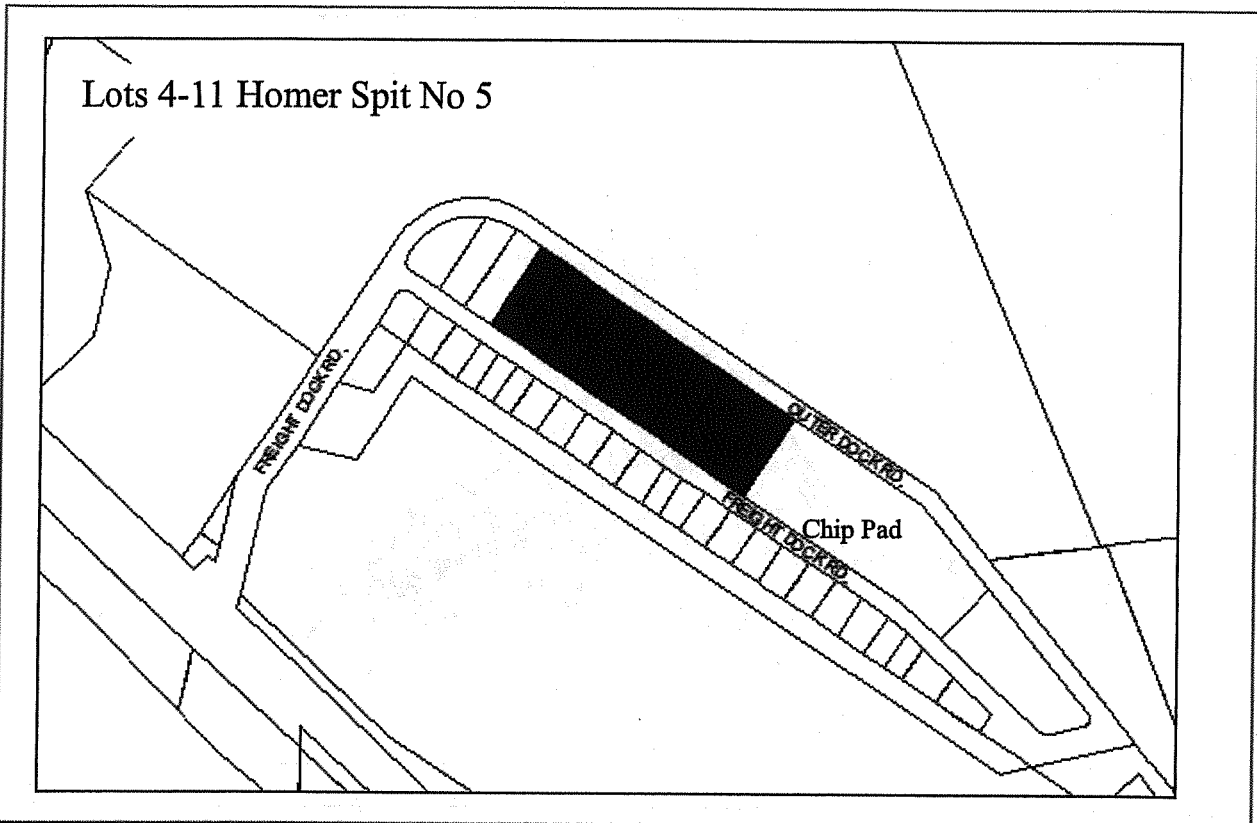 Lots 4-11 Homer Spit No 5
FREIGHT DOCK RD.
OUTER DOCK RD.
FREIGHT DOCK RD.
Chip Pad